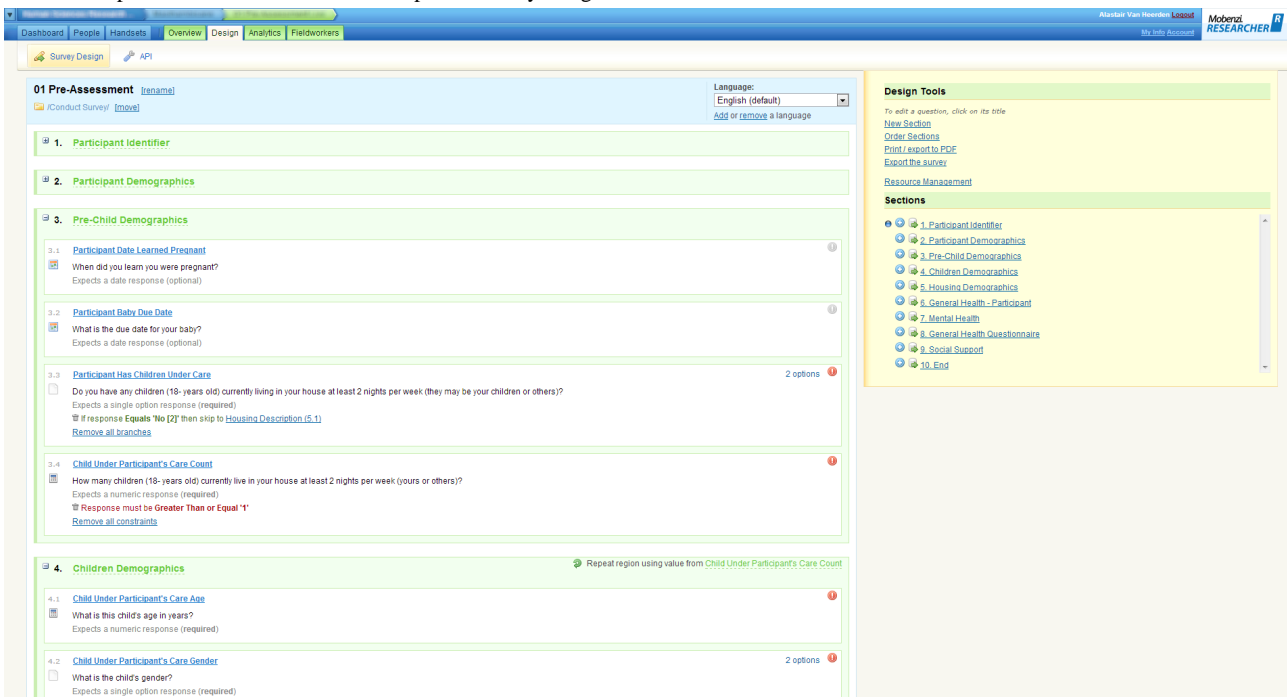 Alastair Van Heerden Logout
Mobenzi
RESEARCHER
R
Dashboard People Handsets Overview Design Analytics Fieldworkers
My Info Account
Survey Design API
01 Pre-Assessment [rename]
/Conduct Survey/ [move]
Language:
English (default)
Add or remove a language
1. Participant Identifier
2. Participant Demographics
3. Pre-Child Demographics
3.1 Participant Date Learned Pregnant
When did you learn you were pregnant?
Expects a date response (optional)
3.2 Participant Baby Due Date
What is the due date for your baby?
Expects a date response (optional)
3.3 Participant Has Children Under Care 2 options
Do you have any children (18- years old) currently living in your house at least 2 nights per week (they may be your children or others)?
Expects a single option response (required)
If response Equals 'No [2]' then skip to Housing Description (5.1)
Remove all branches
3.4 Child Under Participant's Care Count
How many children (18- years old) currently live in your house at least 2 nights per week (yours or others)?
Expects a numeric response (required)
Response must be Greater Than or Equal '1'
Remove all constraints
4. Children Demographics Repeat region using value from Child Under Participant's Care Count
4.1 Child Under Participant's Care Age
What is this child's age in years?
Expects a numeric response (required)
4.2 Child Under Participant's Care Gender 2 options
What is the child's gender?
Expects a single option response (required)
Design Tools
To edit a question, click on its title
New Section
Order Sections
Print / export to PDF
Export the survey
Resource Management
Sections
1. Participant Identifier
2. Participant Demographics
3. Pre-Child Demographics
4. Children Demographics
5. Housing Demographics
6. General Health - Participant
7. Mental Health
8. General Health Questionnaire
9. Social Support
10. End